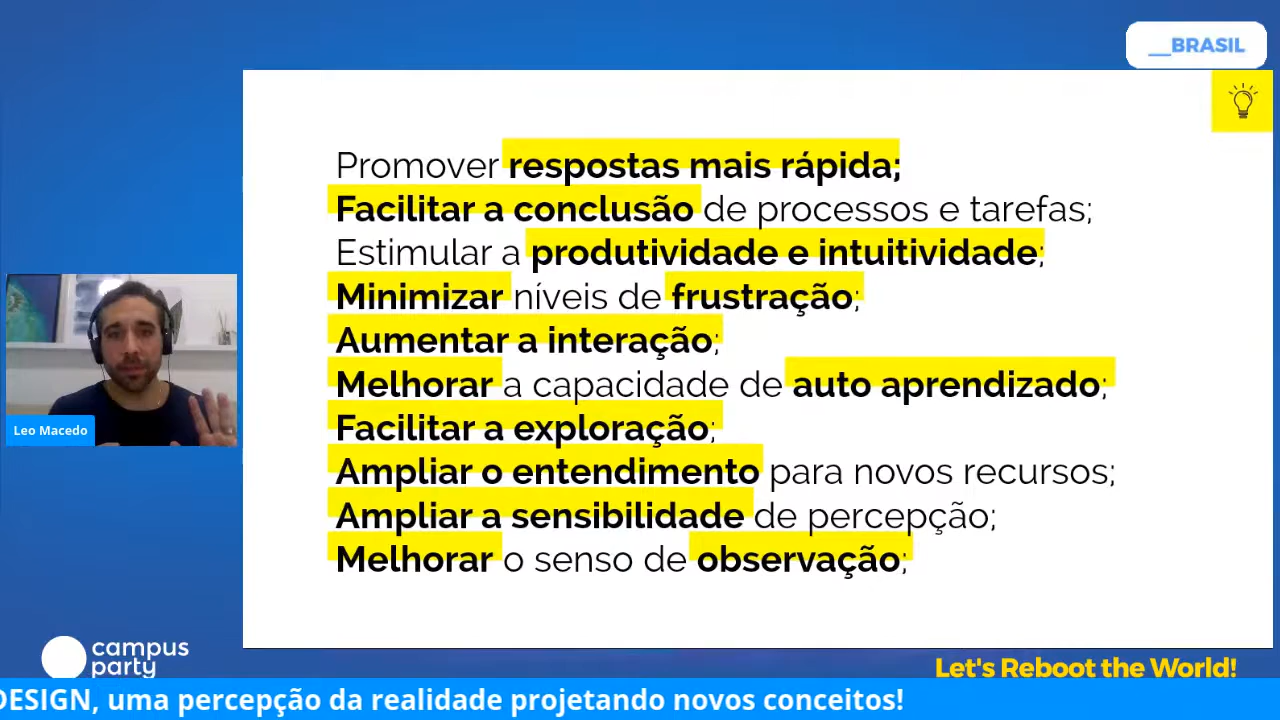 __BRASIL
Promover respostas mais rápida;
Facilitar a conclusão de processos e tarefas;
Estimular a produtividade e intuitividade;
Minimizar níveis de frustração;
Aumentar a interação;
Melhorar a capacidade de auto aprendizado;
Facilitar a exploração;
Ampliar o entendimento para novos recursos;
Ampliar a sensibilidade de percepção;
Melhorar o senso de observação;
Leo Macedo
campus
party
Let's Reboot the World!
DESIGN, uma percepção da realidade projetando novos conceitos!